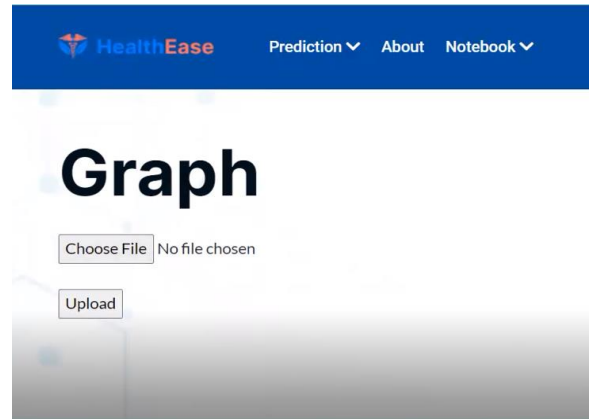 HealthEase Prediction About Notebook
Graph
Choose File No file chosen
Upload